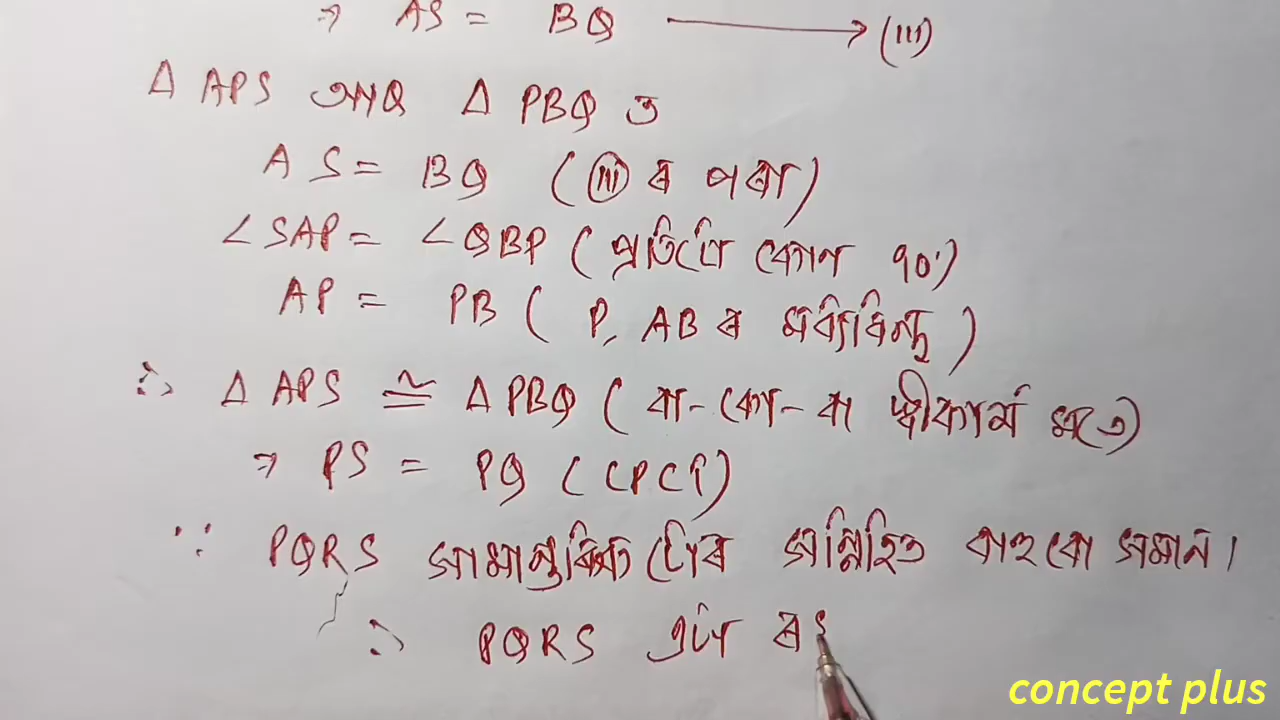 ⇒ AS = BQ ⟶ (III)
Δ APS আৰু Δ PBQ ত
AS = BQ (III ৰ পৰা)
∠SAP = ∠QBP (প্ৰতিটো কোণ ৯০°)
AP = PB (P, AB ৰ মধ্যবিন্দু)
∴ Δ APS ≅ Δ PBQ (বা-কো-বা স্বীকাৰ্য মতে)
⇒ PS = PQ (CPCT)
∵ PQRS সামান্তৰিকটোৰ সন্নিহিত বাহুবোৰ সমান।
∴ PQRS এটা ৰ
concept plus